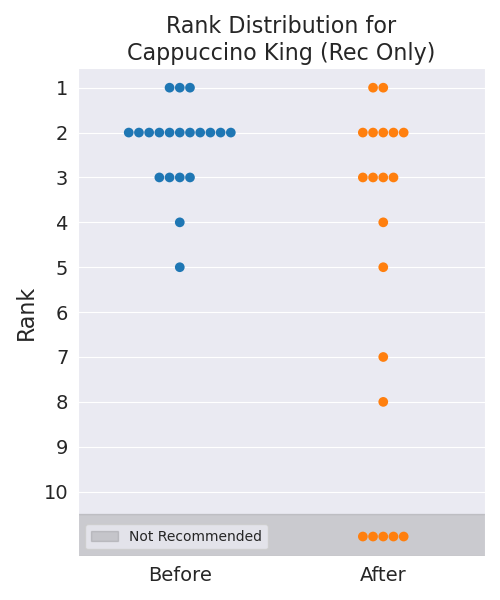 Rank Distribution for
Cappuccino King (Rec Only)
Rank
1
2
3
4
5
6
7
8
9
10
Not Recommended
Before
After